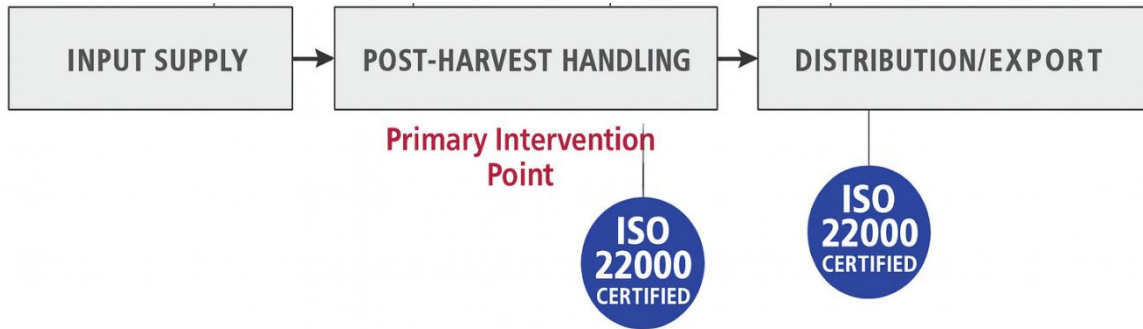 INPUT SUPPLY
POST-HARVEST HANDLING
DISTRIBUTION/EXPORT
Primary Intervention
Point
ISO
22000
CERTIFIED
ISO
22000
CERTIFIED